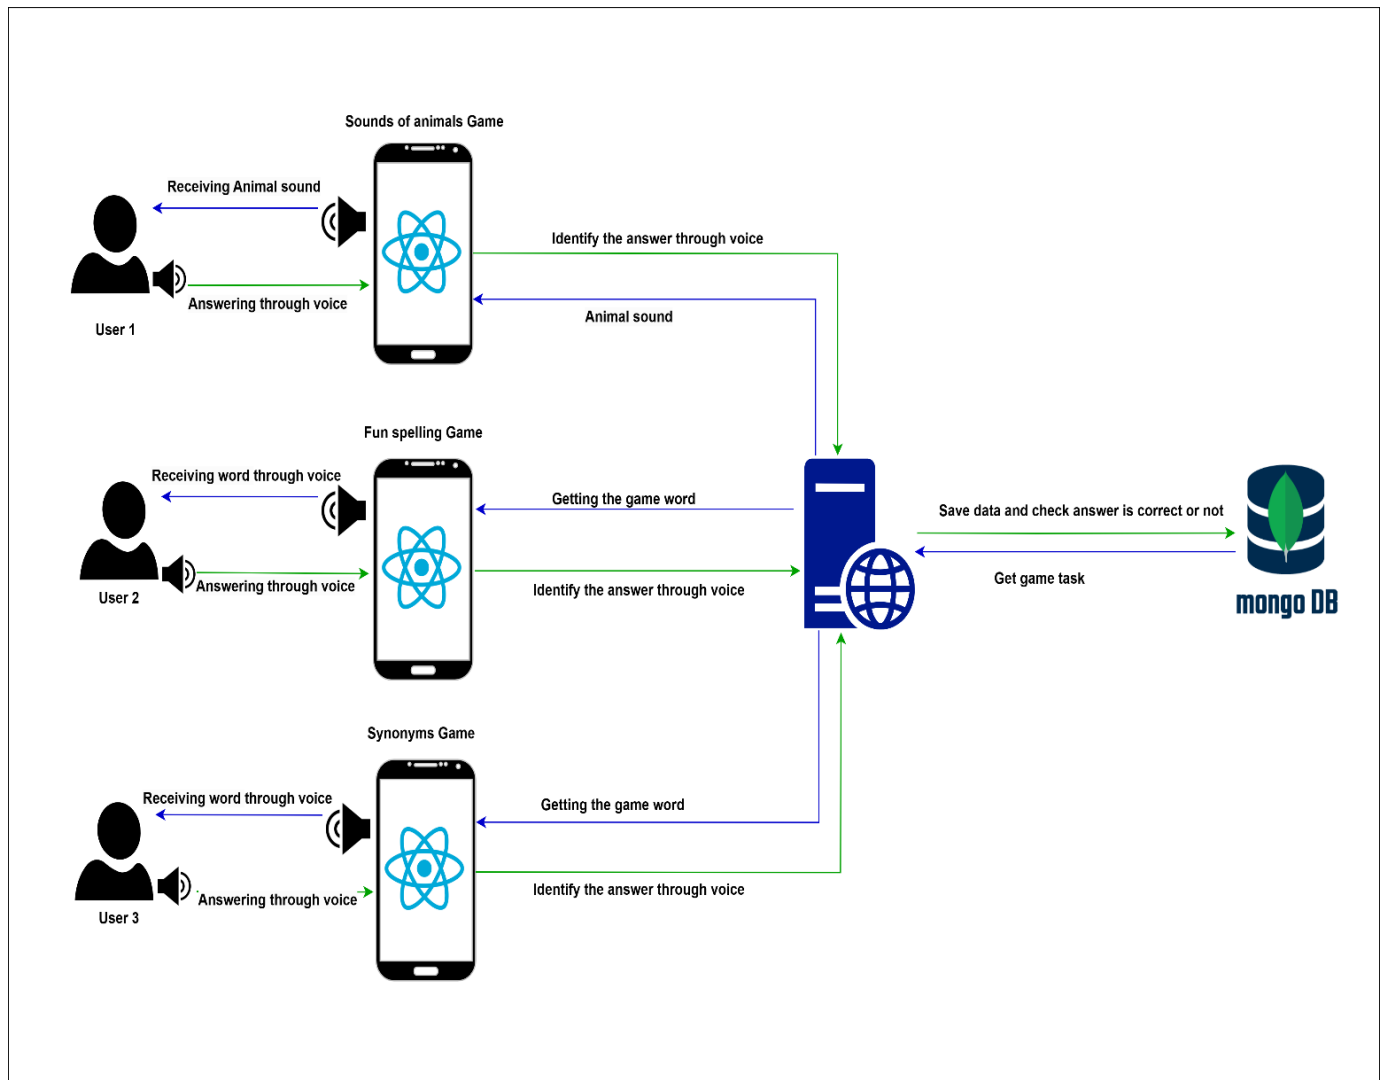 Sounds of animals Game
Receiving Animal sound
Identify the answer through voice
Answering through voice
Animal sound
User 1
Fun spelling Game
Receiving word through voice
Getting the game word
Save data and check answer is correct or not
Get game task
Answering through voice
Identify the answer through voice
User 2
mongo DB
Synonyms Game
Receiving word through voice
Getting the game word
Identify the answer through voice
Answering through voice
User 3